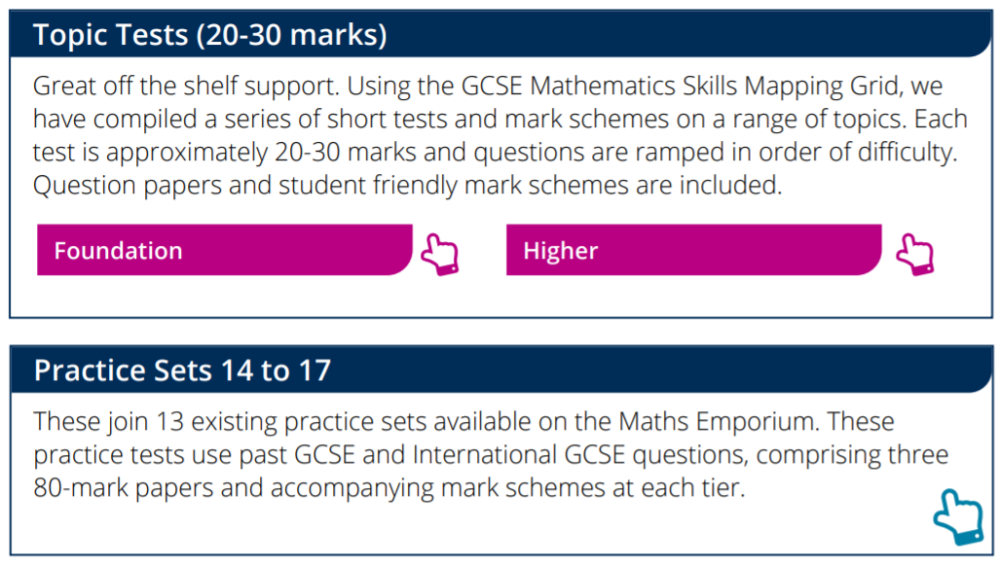 Topic Tests (20-30 marks)
Great off the shelf support. Using the GCSE Mathematics Skills Mapping Grid, we
have compiled a series of short tests and mark schemes on a range of topics. Each
test is approximately 20-30 marks and questions are ramped in order of difficulty.
Question papers and student friendly mark schemes are included.
Foundation
Higher
Practice Sets 14 to 17
These join 13 existing practice sets available on the Maths Emporium. These
practice tests use past GCSE and International GCSE questions, comprising three
80-mark papers and accompanying mark schemes at each tier.